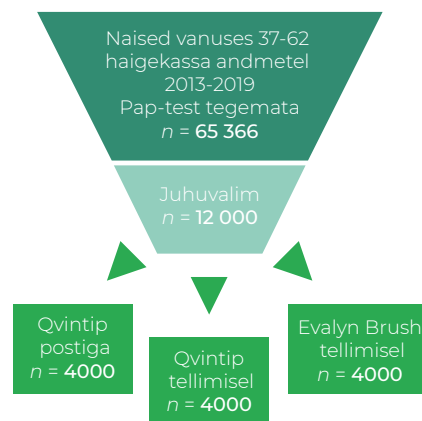 Naised vanuses 37-62
haigekassa andmetel
2013-2019
Pap-test tegemata
n = 65 366
Juhuvalim
n = 12 000
Qvintip
postiga
n = 4000
Qvintip
tellimisel
n = 4000
Evalyn Brush
tellimisel
n = 4000